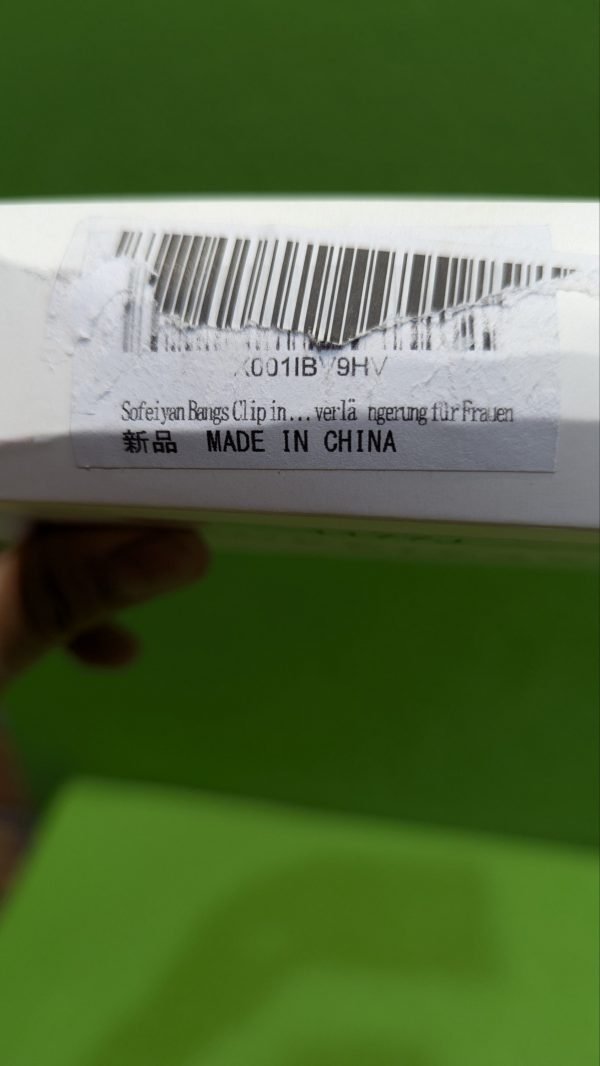 X001IBV9HV
Sofeiyan Bangs Clip in...verlä ngerung für Frauen
新品 MADE IN CHINA